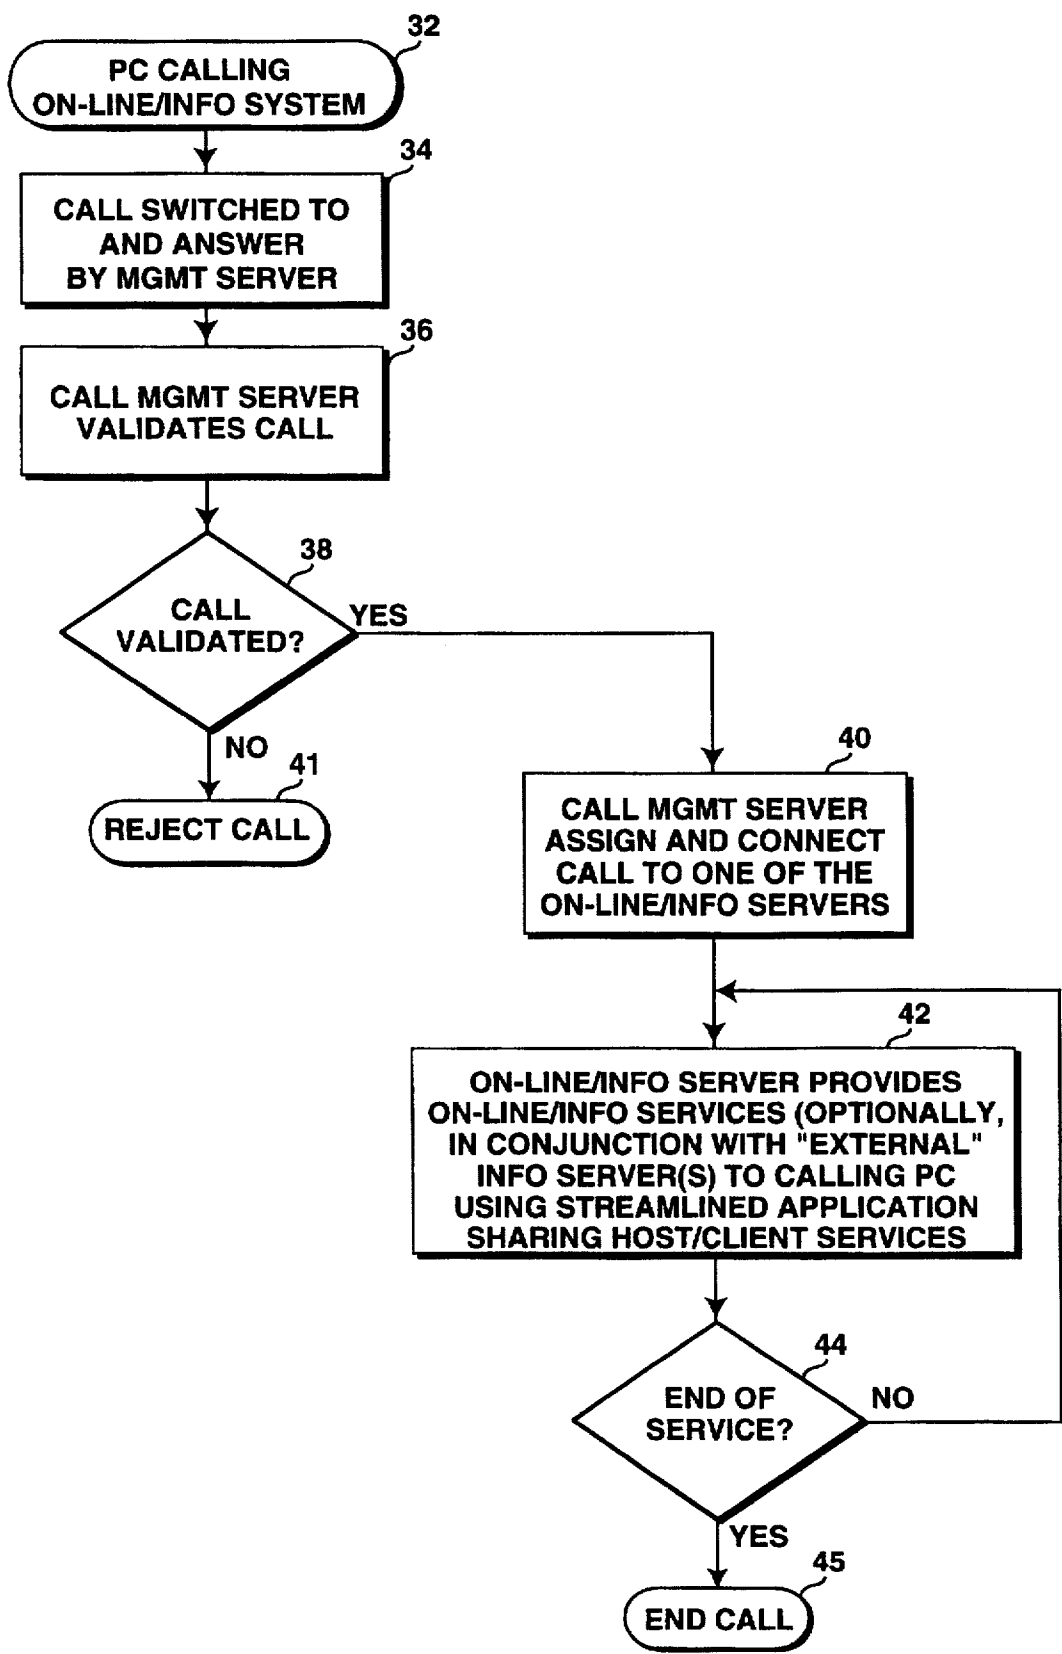 32
PC CALLING
ON-LINE/INFO SYSTEM
34
CALL SWITCHED TO
AND ANSWER
BY MGMT SERVER
36
CALL MGMT SERVER
VALIDATES CALL
38
CALL
VALIDATED?
YES
NO
41
REJECT CALL
40
CALL MGMT SERVER
ASSIGN AND CONNECT
CALL TO ONE OF THE
ON-LINE/INFO SERVERS
42
ON-LINE/INFO SERVER PROVIDES
ON-LINE/INFO SERVICES (OPTIONALLY,
IN CONJUNCTION WITH "EXTERNAL"
INFO SERVER(S) TO CALLING PC
USING STREAMLINED APPLICATION
SHARING HOST/CLIENT SERVICES
44
END OF
SERVICE?
NO
YES
45
END CALL